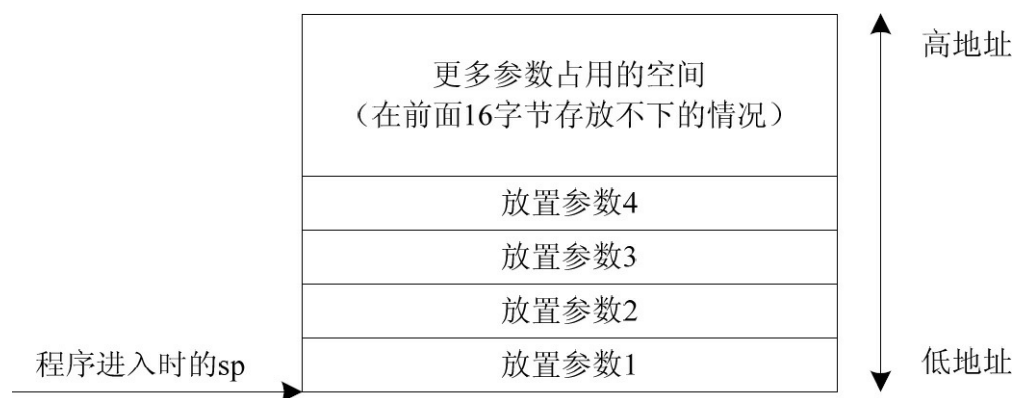 高地址
更多参数占用的空间
（在前面16字节存放不下的情况）
放置参数4
放置参数3
放置参数2
放置参数1
程序进入时的sp
低地址